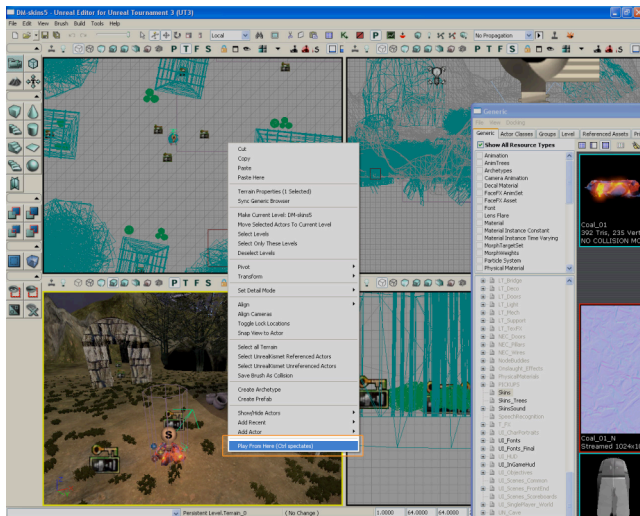 DM-skins5 - Unreal Editor for Unreal Tournament 3 (UT3)
File Edit View Brush Build Tools Help
Local
No Propagation
P T F S
P T F S
Generic
File View Docking
Generic Actor Classes Groups Level Referenced Assets
Show All Resource Types
Animation
AnimTrees
Archetypes
Camera Animation
Decal Material
FaceFX AnimSet
FaceFX Asset
Font
Lens Flare
Material
Material Instance Constant
Material Instance Time Varying
MorphTargetSet
MorphWeights
Particle System
Physical Material
Coal_01
392 Tris, 235 Vert
NO COLLISION MO
Cut
Copy
Paste
Paste Here
Terrain Properties (1 Selected)
Sync Generic Browser
Make Current Level: DM-skins5
Move Selected Actors To Current Level
Select Levels
Select Only These Levels
Deselect Levels
Pivot
Transform
Set Detail Mode
Align
Align Cameras
Toggle Lock Locations
Snap View to Actor
Select all Terrain
Select UnrealKismet Referenced Actors
Select UnrealKismet Unreferenced Actors
Save Brush As Collision
Create Archetype
Create Prefab
Show/Hide Actors
Add Recent
Add Actor
Play From Here (Ctrl spectates)
P T F S
S
LT_Bridge
LT_Deco
LT_Doors
LT_Light
LT_Mech
LT_Support
LT_TexFX
NEC_Doors
NEC_Pillars
NEC_Wires
NodeBuddies
Onslaught_Effects
PhysicalMaterials
PICKUPS
Skins
Skins_Trees
SkinsSound
SpeechRecognition
T_FX
UI_CharPortraits
UI_Fonts
UI_Fonts_Final
UI_HUD
UI_InGameHud
UI_Objectives
UI_Scenes_Common
UI_Scenes_FrontEnd
UI_Scenes_Scoreboards
UI_SinglePlayer_World
UN_Cave
Coal_01_N
Streamed 1024x1
Persistent Level.Terrain_0 (No Change) 1.0000 64.0000 64.0000